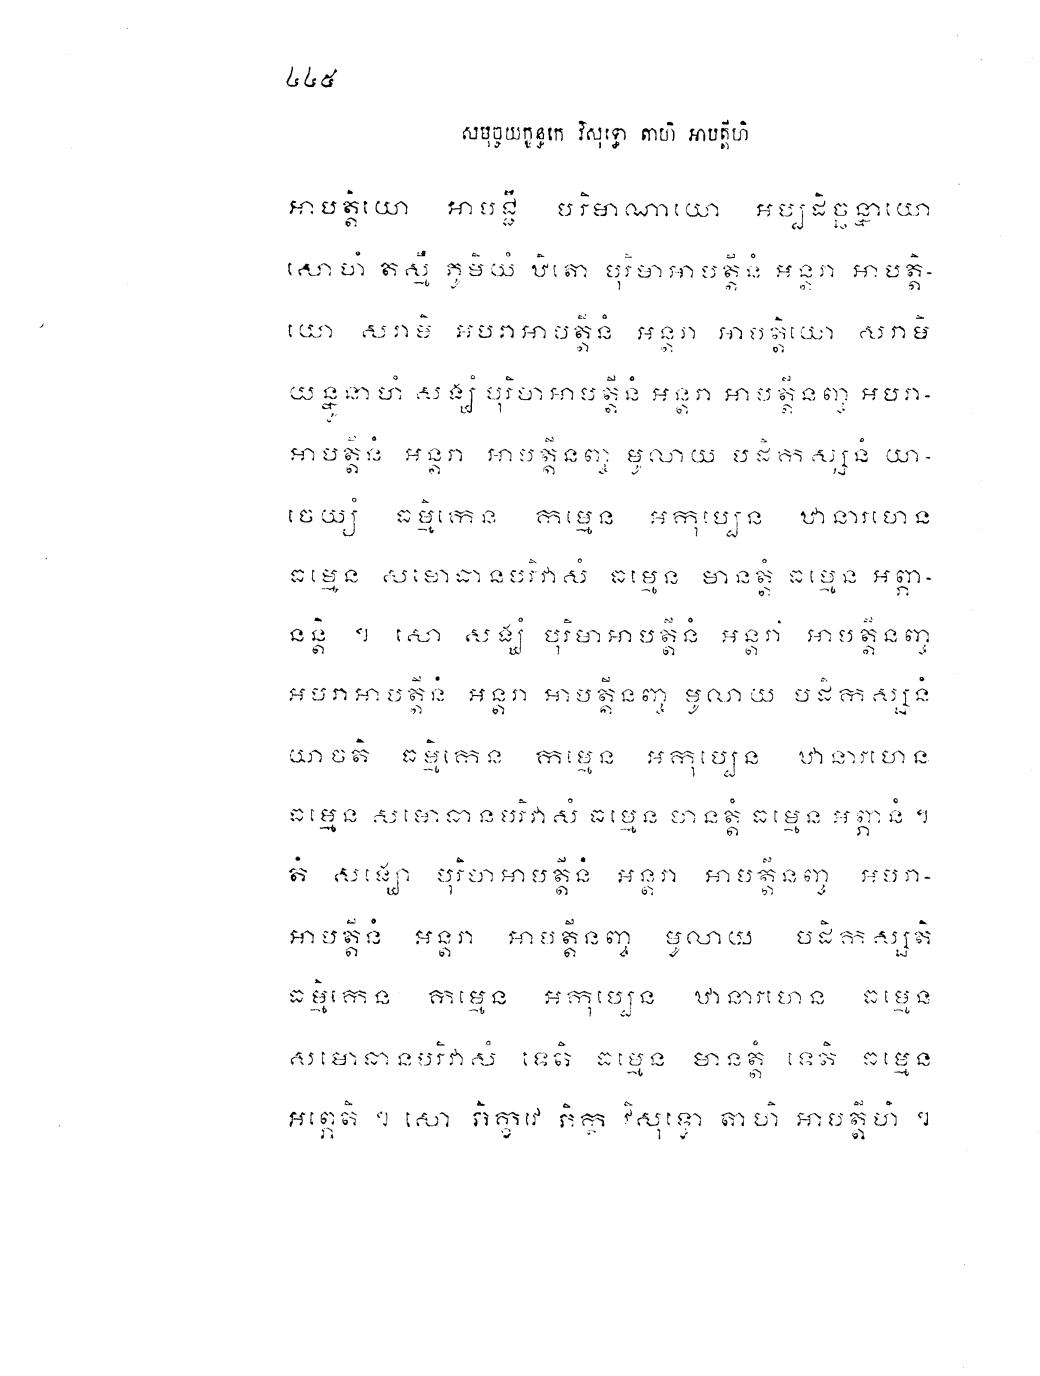 ៤៤៥
សមុច្ចយក្ខន្ធកេ វិសុទ្ធោ តាហិ អាបត្តីហិ
អាបត្តិយោ អាបជ្ជឹ បរិមាណាយោ អប្បដិច្ឆន្នាយោ
សោហំ តស្មឹ ភូមិយំ ឋិតោ បុរិមាអាបត្តីនំ អន្តរា អាបត្តិ-
យោ សរាមិ អបរាអាបត្តីនំ អន្តរា អាបត្តិយោ សរាមិ
យន្នូនាហំ សង្ឃំ បុរិមាអាបត្តីនំ អន្តរា អាបត្តីនញ្ច អបរា-
អាបត្តីនំ អន្តរា អាបត្តីនញ្ច មូលាយ បដិកស្សនំ យា-
ចេយ្យំ ធម្មិកេន កម្មេន អកុប្បេន ឋានារហេន
ធម្មេន សមោធានបរិវាសំ ធម្មេន មានត្តំ ធម្មេន អព្ភា-
នន្តិ ។ សោ សង្ឃំ បុរិមាអាបត្តីនំ អន្តរា អាបត្តីនញ្ច
អបរាអាបត្តីនំ អន្តរា អាបត្តីនញ្ច មូលាយ បដិកស្សនំ
យាចតិ ធម្មិកេន កម្មេន អកុប្បេន ឋានារហេន
ធម្មេន សមោធានបរិវាសំ ធម្មេន មានត្តំ ធម្មេន អព្ភានំ ។
តំ សង្ឃោ បុរិមាអាបត្តីនំ អន្តរា អាបត្តីនញ្ច អបរា-
អាបត្តីនំ អន្តរា អាបត្តីនញ្ច មូលាយ បដិកស្សតិ
ធម្មិកេន កម្មេន អកុប្បេន ឋានារហេន ធម្មេន
សមោធានបរិវាសំ ទេតិ ធម្មេន មានត្តំ ទេតិ ធម្មេន
អព្ភេតិ ។ សោ ភិក្ខវេ ភិក្ខុ វិសុទ្ធោ តាហិ អាបត្តីហិ ។